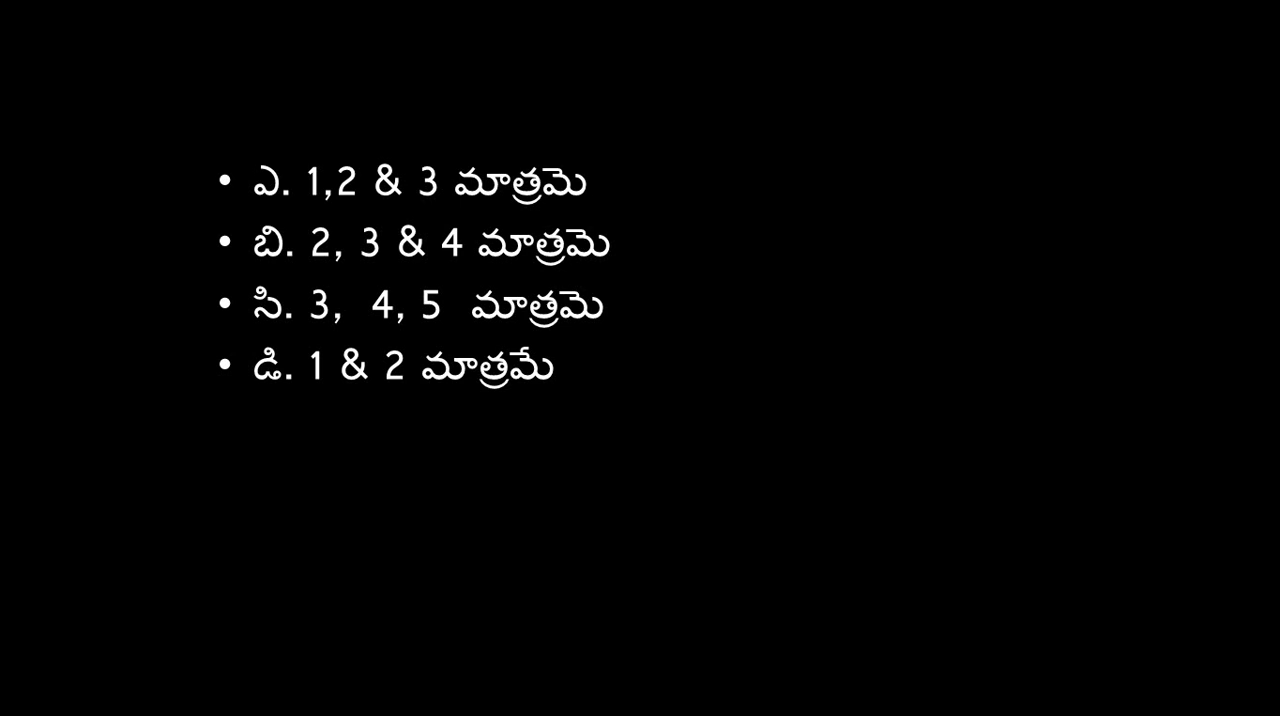 • ఎ. 1,2 & 3 మాత్రమె
• బి. 2, 3 & 4 మాత్రమె
• సి. 3, 4, 5 మాత్రమె
• డి. 1 & 2 మాత్రమే